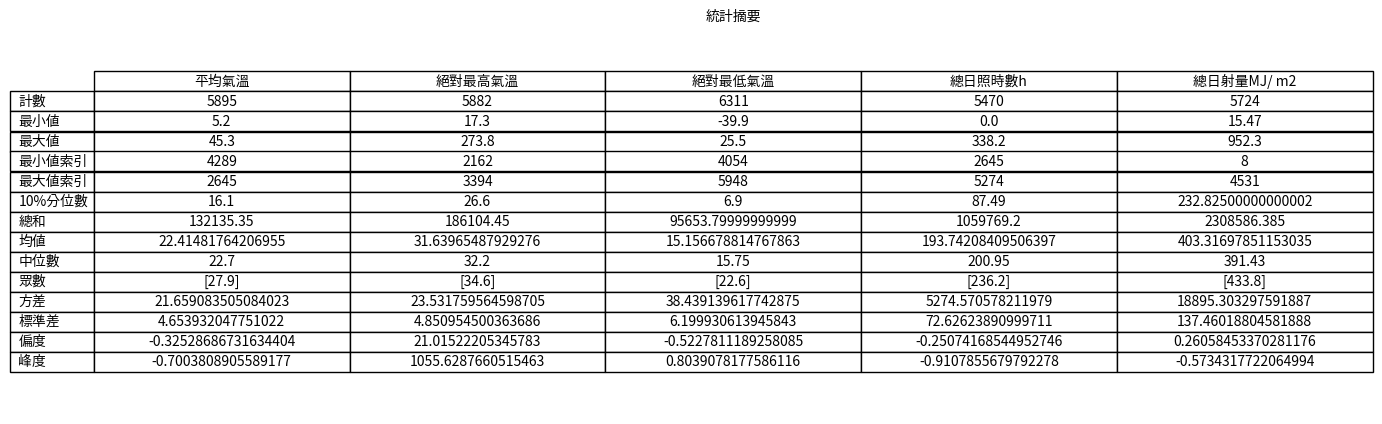 統計摘要
平均氣溫 絕對最高氣溫 絕對最低氣溫 總日照時數h 總日射量MJ/ m2
計數 5895 5882 6311 5470 5724
最小值 5.2 17.3 -39.9 0.0 15.47
最大值 45.3 273.8 25.5 338.2 952.3
最小值索引 4289 2162 4054 2645 8
最大值索引 2645 3394 5948 5274 4531
10%分位數 16.1 26.6 6.9 87.49 232.82500000000002
總和 132135.35 186104.45 95653.79999999999 1059769.2 2308586.385
均值 22.41481764206955 31.63965487929276 15.156678814767863 193.74208409506397 403.31697851153035
中位數 22.7 32.2 15.75 200.95 391.43
眾數 [27.9] [34.6] [22.6] [236.2] [433.8]
方差 21.659083505084023 23.531759564598705 38.439139617742875 5274.570578211979 18895.303297591887
標準差 4.653932047751022 4.850954500363686 6.199930613945843 72.62623890999711 137.46018804581888
偏度 -0.32528686731634404 21.01522205345783 -0.5227811189258085 -0.25074168544952746 0.26058453370281176
峰度 -0.7003808905589177 1055.6287660515463 0.8039078177586116 -0.9107855679792278 -0.5734317722064994